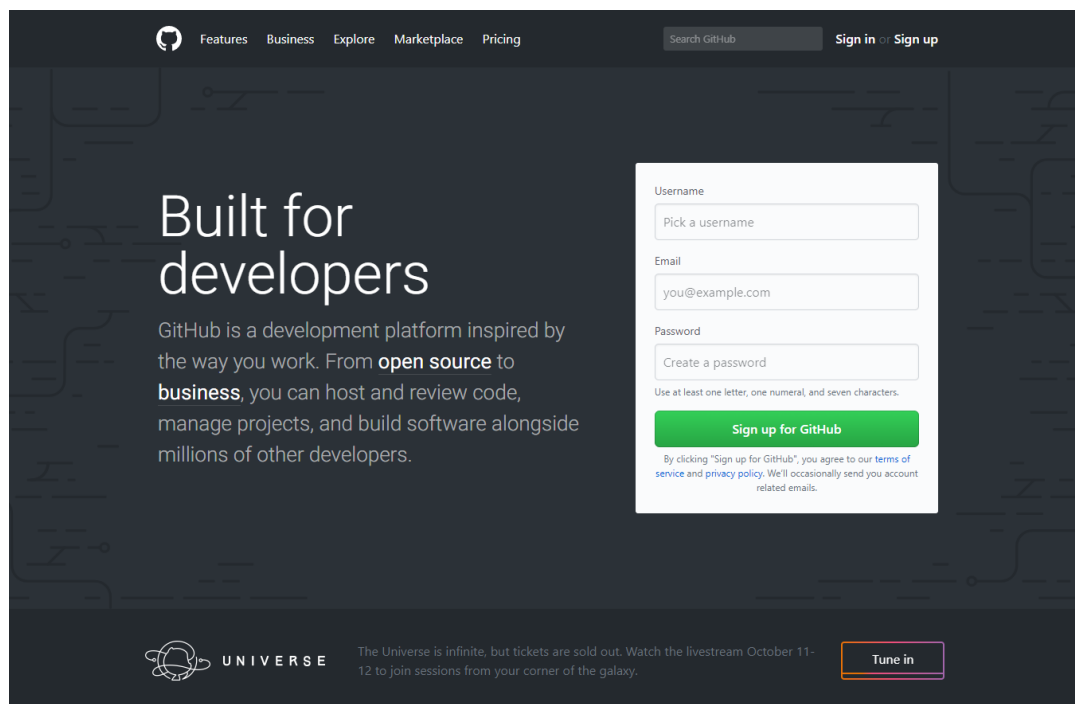 Features Business Explore Marketplace Pricing Search GitHub Sign in or Sign up
Built for
developers
GitHub is a development platform inspired by
the way you work. From open source to
business, you can host and review code,
manage projects, and build software alongside
millions of other developers.
Username
Pick a username
Email
you@example.com
Password
Create a password
Use at least one letter, one numeral, and seven characters.
Sign up for GitHub
By clicking "Sign up for GitHub", you agree to our terms of
service and privacy policy. We'll occasionally send you account
related emails.
UNIVERSE
The Universe is infinite, but tickets are sold out. Watch the livestream October 11-
12 to join sessions from your corner of the galaxy.
Tune in